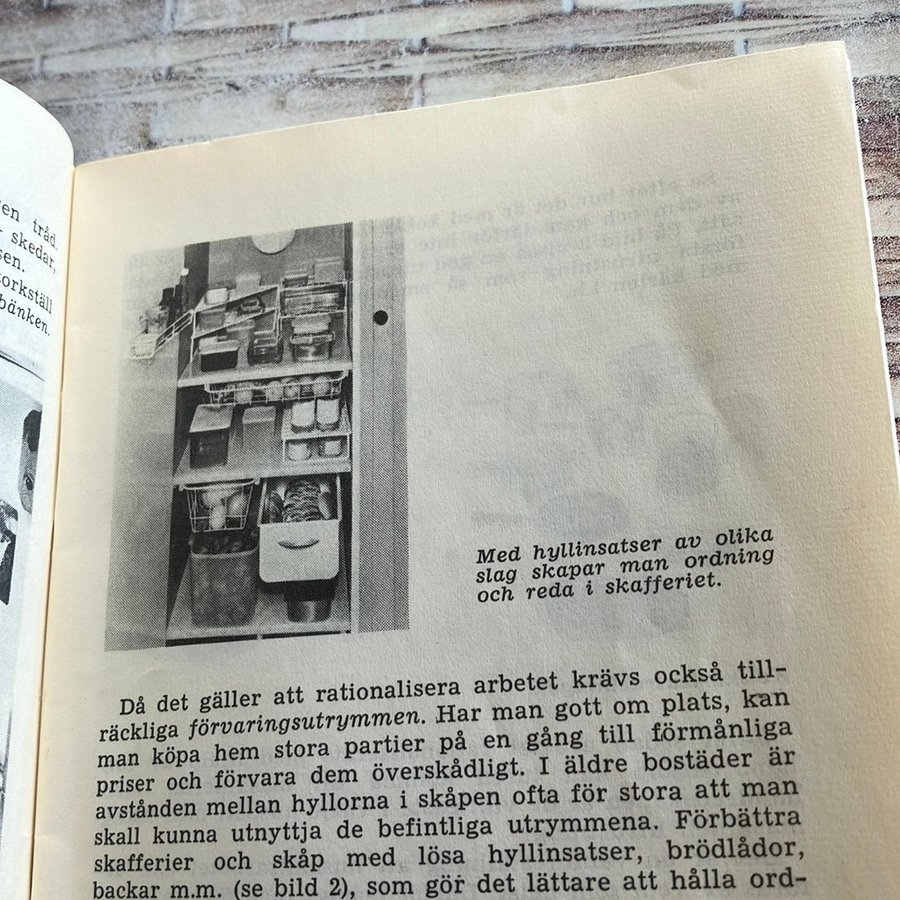 en tråd.
skedar,
sen.
torkställ
bänken.
Med hyllinsatser av olika
slag skapar man ordning
och reda i skafferiet.
Då det gäller att rationalisera arbetet krävs också till-
räckliga förvaringsutrymmen. Har man gott om plats, kan
man köpa hem stora partier på en gång till förmånliga
priser och förvara dem överskådligt. I äldre bostäder är
avstånden mellan hyllorna i skåpen ofta för stora att man
skall kunna utnyttja de befintliga utrymmena. Förbättra
skafferier och skåp med lösa hyllinsatser, brödlådor,
backar m.m. (se bild 2), som gör det lättare att hålla ord-